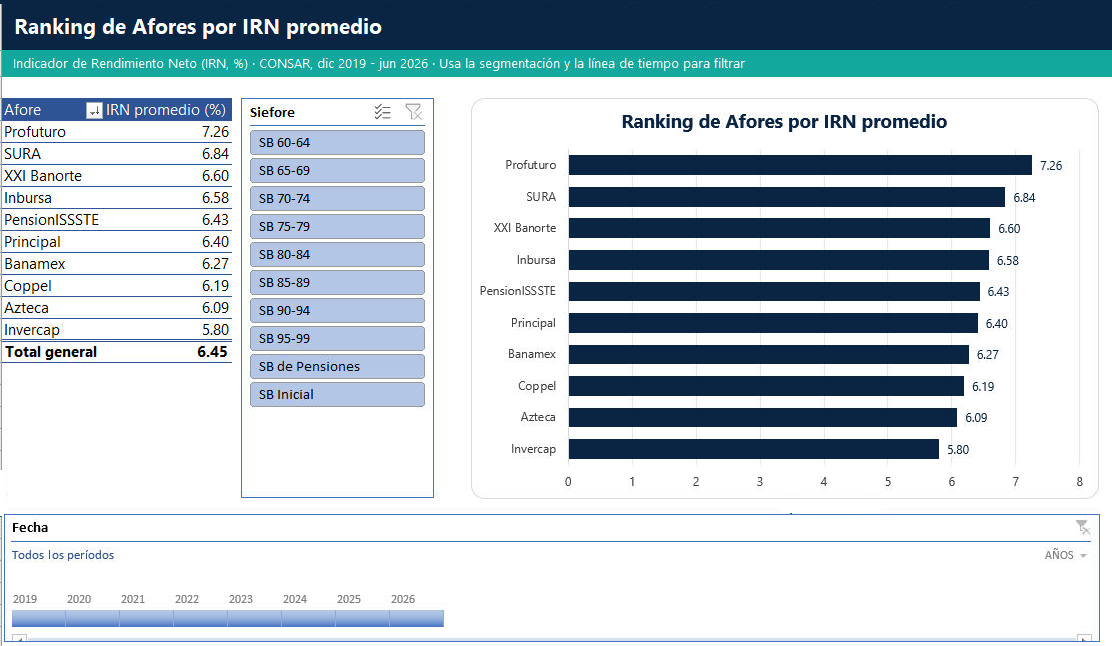 Ranking de Afores por IRN promedio
Indicador de Rendimiento Neto (IRN, %) · CONSAR, dic 2019 - jun 2026 · Usa la segmentación y la línea de tiempo para filtrar
Afore IRN promedio (%)
Profuturo 7.26
SURA 6.84
XXI Banorte 6.60
Inbursa 6.58
PensionISSSTE 6.43
Principal 6.40
Banamex 6.27
Coppel 6.19
Azteca 6.09
Invercap 5.80
Total general 6.45
Siefore
SB 60-64
SB 65-69
SB 70-74
SB 75-79
SB 80-84
SB 85-89
SB 90-94
SB 95-99
SB de Pensiones
SB Inicial
Ranking de Afores por IRN promedio
Profuturo 7.26
SURA 6.84
XXI Banorte 6.60
Inbursa 6.58
PensionISSSTE 6.43
Principal 6.40
Banamex 6.27
Coppel 6.19
Azteca 6.09
Invercap 5.80
0 1 2 3 4 5 6 7 8
Fecha
Todos los períodos AÑOS
2019 2020 2021 2022 2023 2024 2025 2026